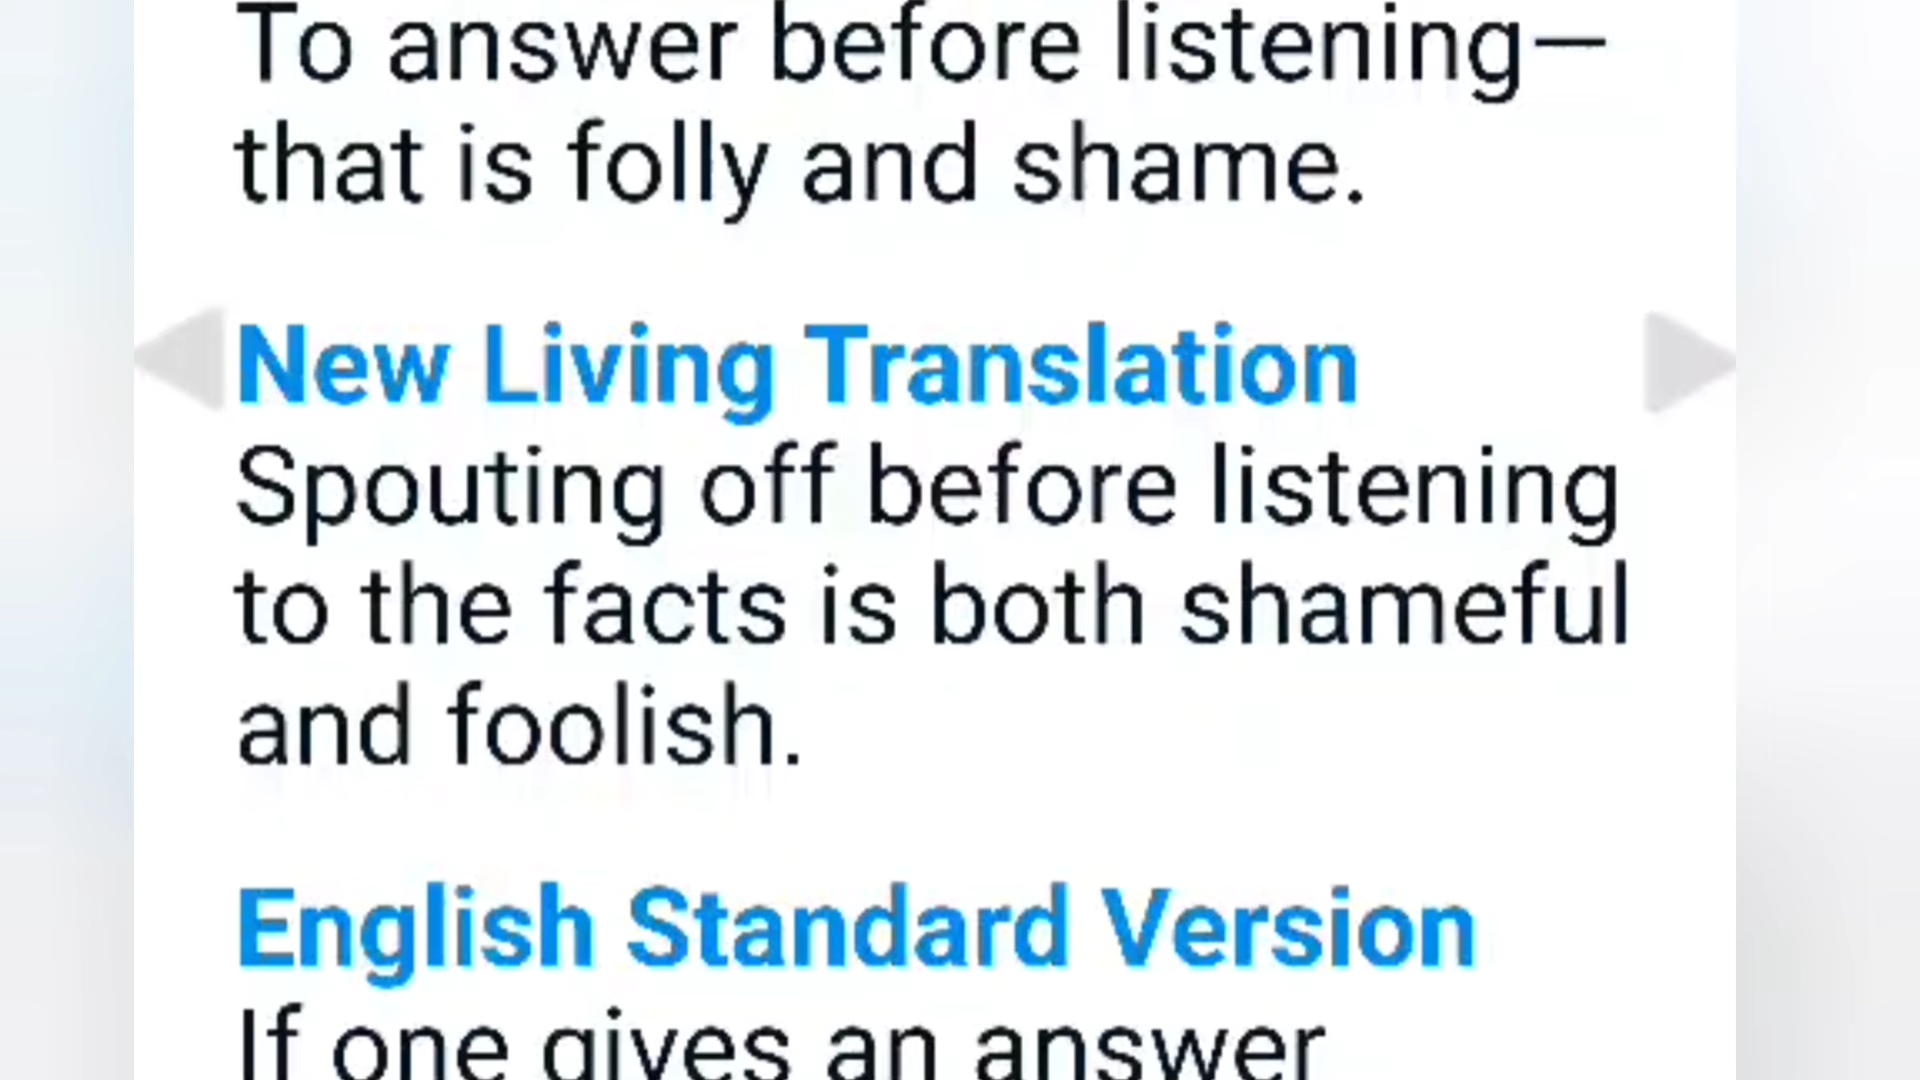 To answer before listening—
that is folly and shame.
New Living Translation
Spouting off before listening
to the facts is both shameful
and foolish.
English Standard Version
If one gives an answer